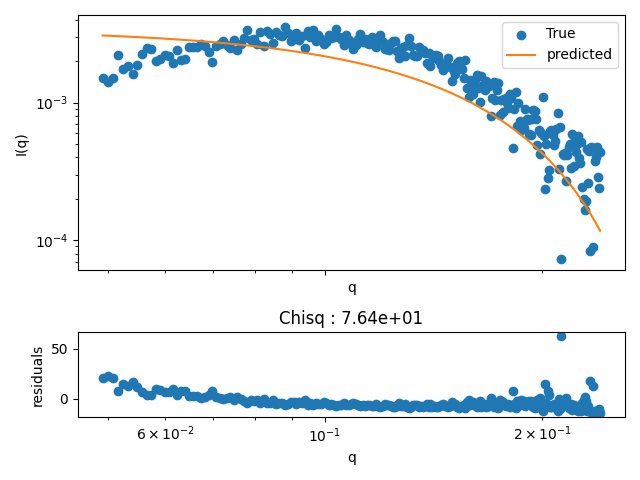 True
predicted
10⁻³
10⁻⁴
I(q)
q
Chisq : 7.64e+01
50
0
residuals
6 × 10⁻²
10⁻¹
2 × 10⁻¹
q